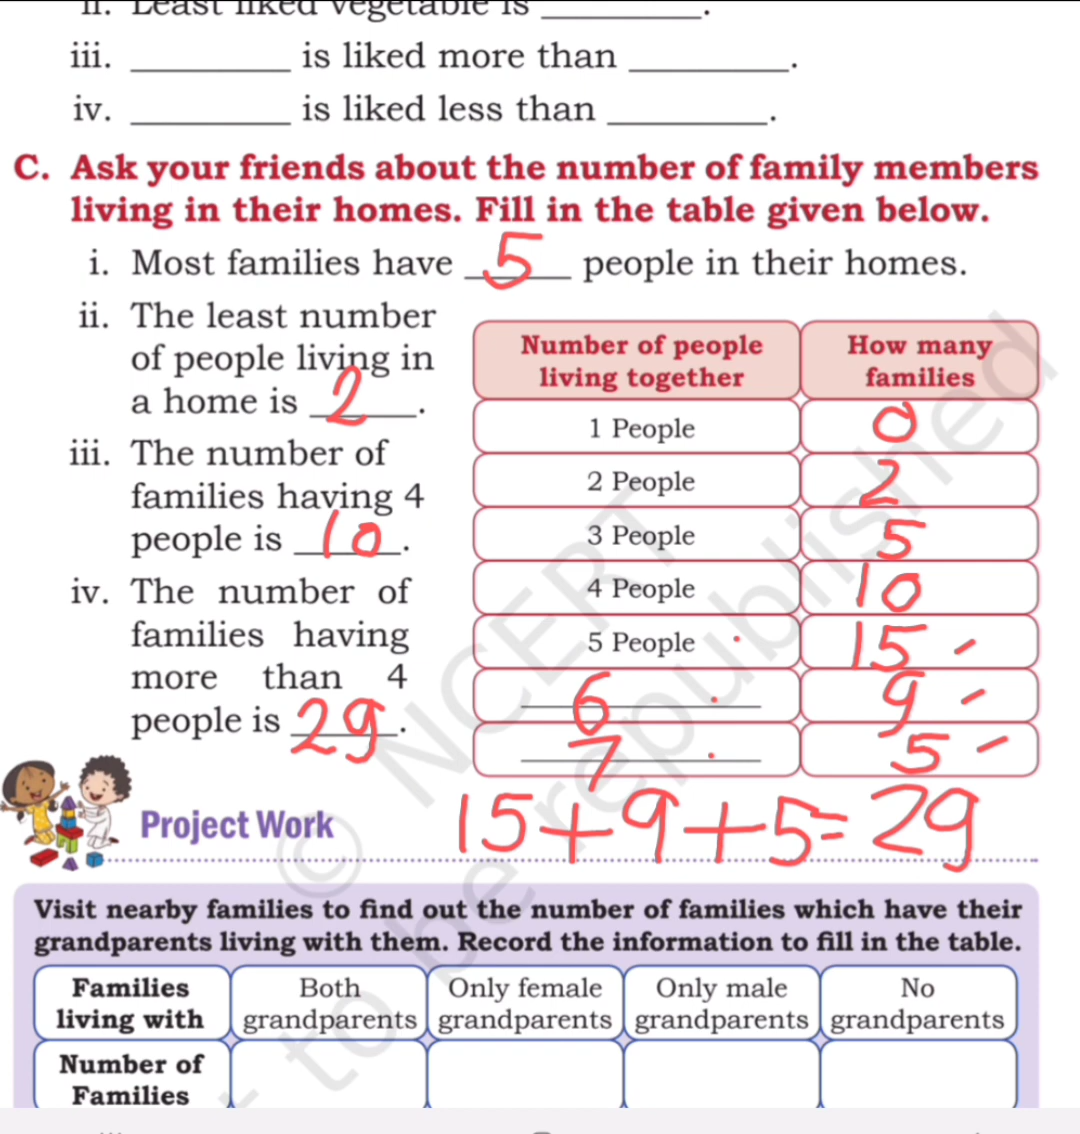 ii. Least liked vegetable is ________.
iii. ________ is liked more than ________.
iv. ________ is liked less than ________.
C. Ask your friends about the number of family members
living in their homes. Fill in the table given below.
i. Most families have 5 people in their homes.
ii. The least number
of people living in
a home is 2.
iii. The number of
families having 4
people is 10.
iv. The number of
families having
more than 4
people is 29.
Number of people living together How many families
1 People 0
2 People 2
3 People 5
4 People 10
5 People 15
6 9
7 5
15+9+5=29
Project Work
Visit nearby families to find out the number of families which have their
grandparents living with them. Record the information to fill in the table.
Families living with Both grandparents Only female grandparents Only male grandparents No grandparents
Number of Families
© NCERT
not to be republished